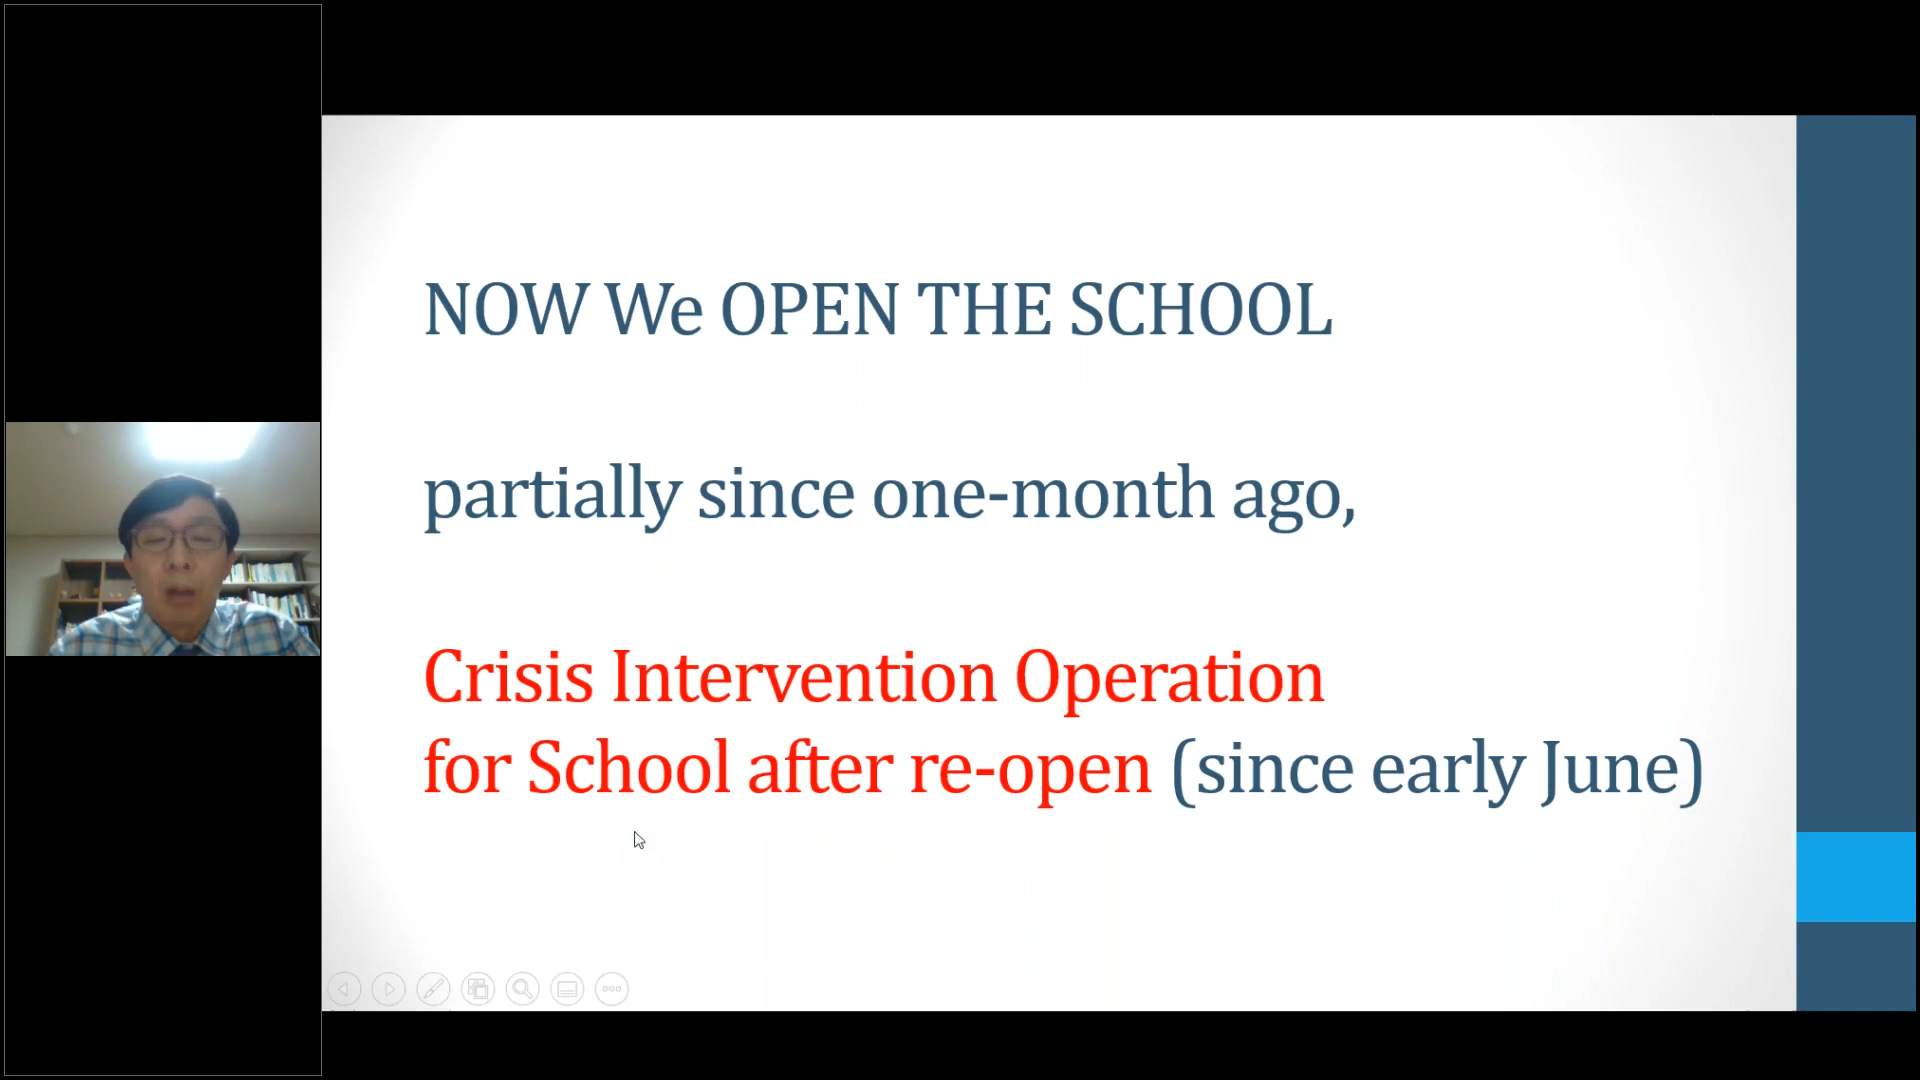 NOW We OPEN THE SCHOOL
partially since one-month ago,
Crisis Intervention Operation
for School after re-open (since early June)